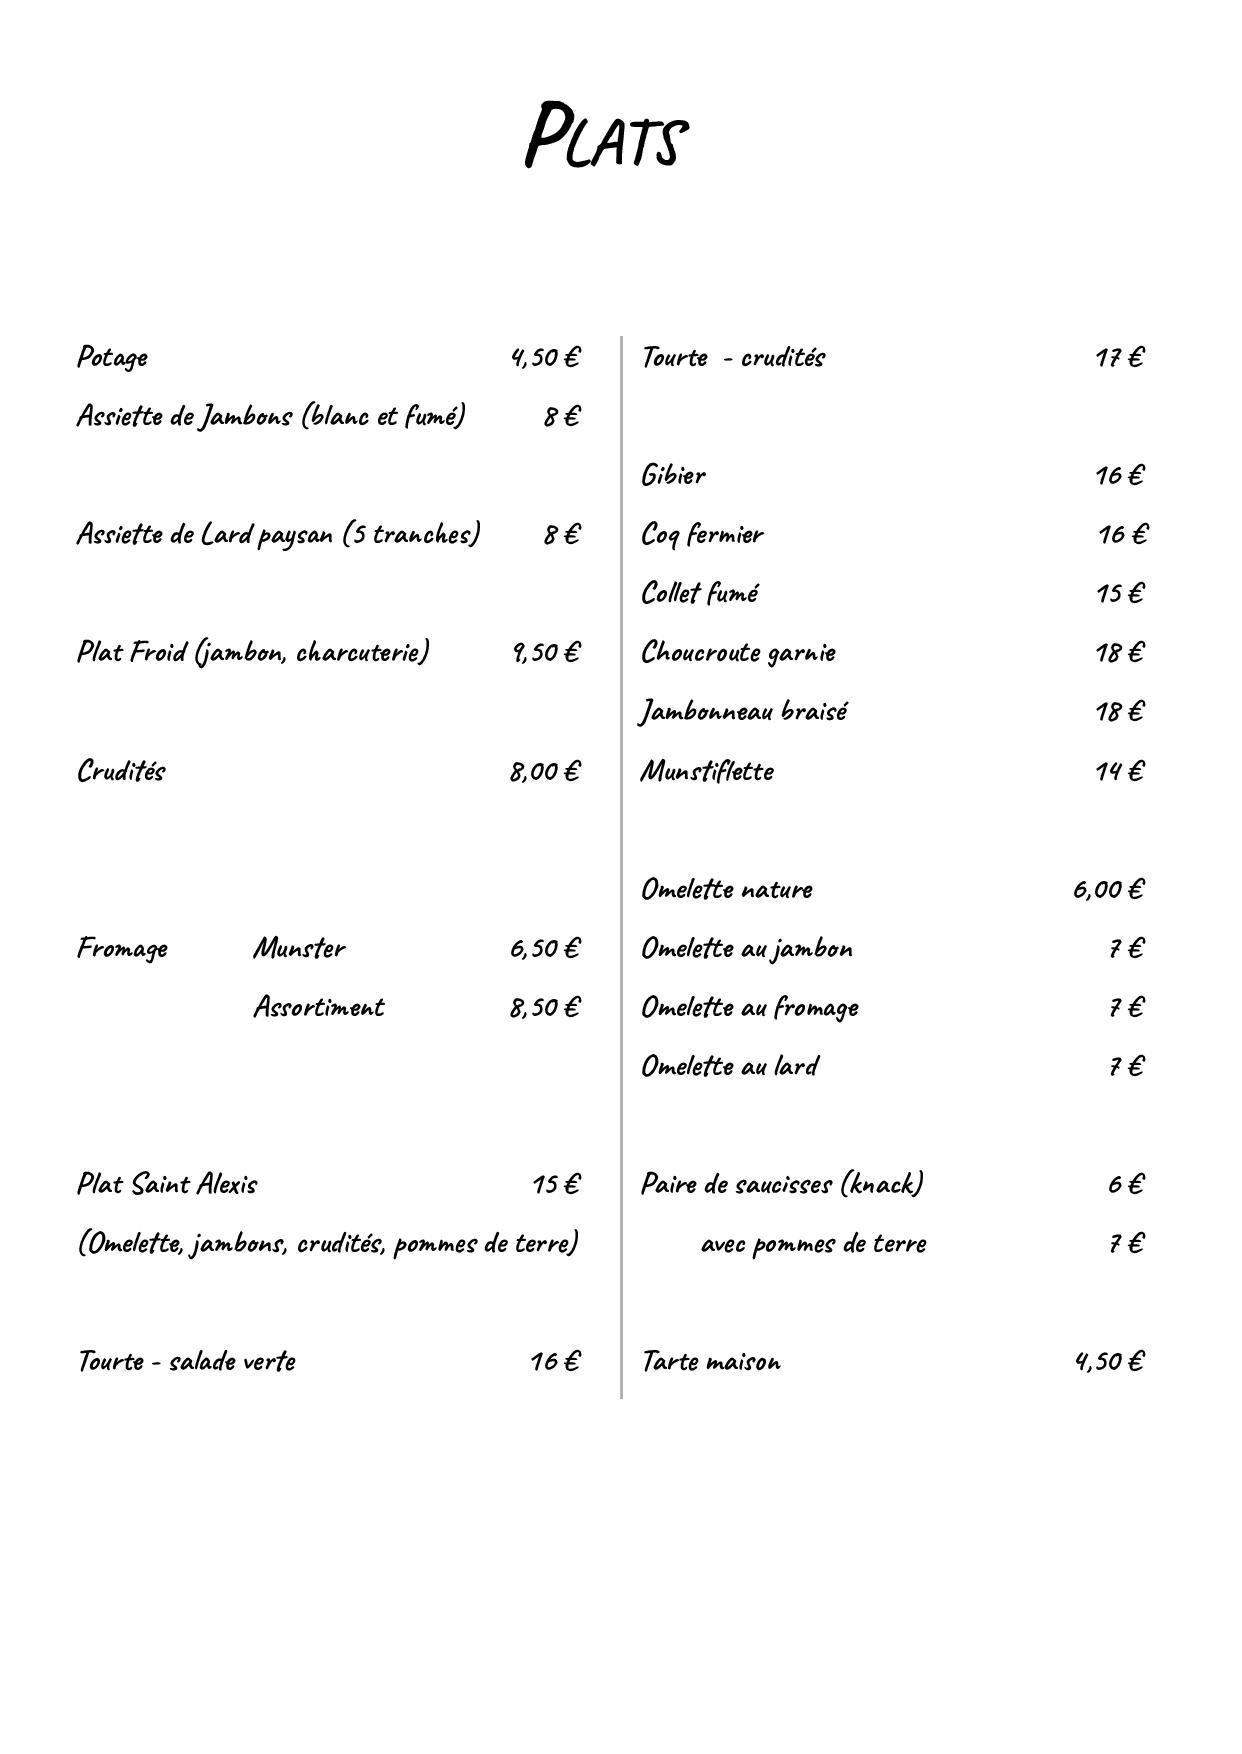 PLATS
Potage 4,50 €
Assiette de Jambons (blanc et fumé) 8 €
Assiette de Lard paysan (5 tranches) 8 €
Plat Froid (jambon, charcuterie) 9,50 €
Crudités 8,00 €
Fromage Munster 6,50 €
Assortiment 8,50 €
Plat Saint Alexis 15 €
(Omelette, jambons, crudités, pommes de terre)
Tourte - salade verte 16 €
Tourte - crudités 17 €
Gibier 16 €
Coq fermier 16 €
Collet fumé 15 €
Choucroute garnie 18 €
Jambonneau braisé 18 €
Munstiflette 14 €
Omelette nature 6,00 €
Omelette au jambon 7 €
Omelette au fromage 7 €
Omelette au lard 7 €
Paire de saucisses (knack) 6 €
avec pommes de terre 7 €
Tarte maison 4,50 €